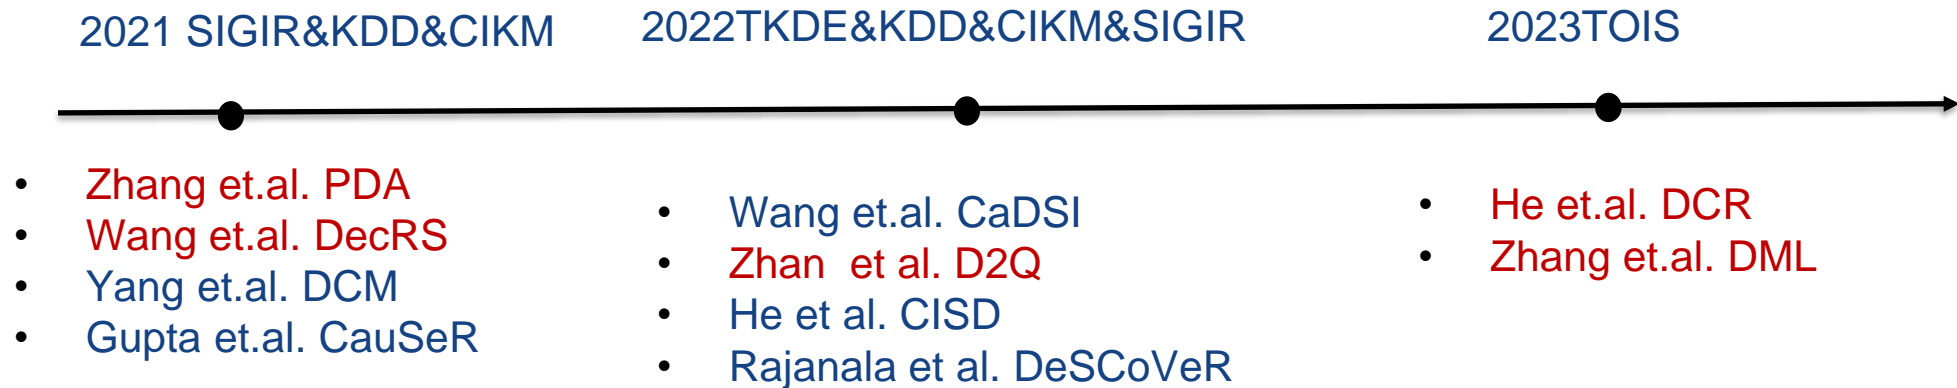 2021 SIGIR&KDD&CIKM
2022TKDE&KDD&CIKM&SIGIR
2023TOIS
• Zhang et.al. PDA
• Wang et.al. DecRS
• Yang et.al. DCM
• Gupta et.al. CauSeR
• Wang et.al. CaDSI
• Zhan et al. D2Q
• He et al. CISD
• Rajanala et al. DeSCoVeR
• He et.al. DCR
• Zhang et.al. DML